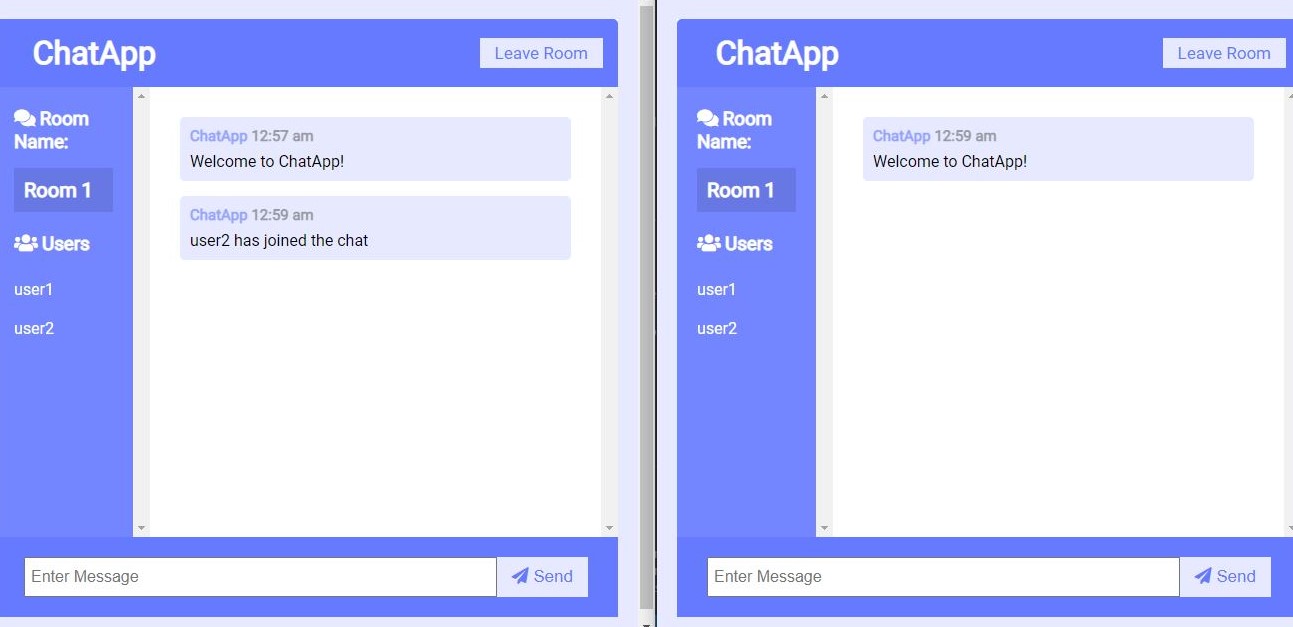 ChatApp
Leave Room
Room
Name:
Room 1
Users
user1
user2
ChatApp 12:57 am
Welcome to ChatApp!
ChatApp 12:59 am
user2 has joined the chat
Enter Message
Send
ChatApp
Leave Room
Room
Name:
Room 1
Users
user1
user2
ChatApp 12:59 am
Welcome to ChatApp!
Enter Message
Send